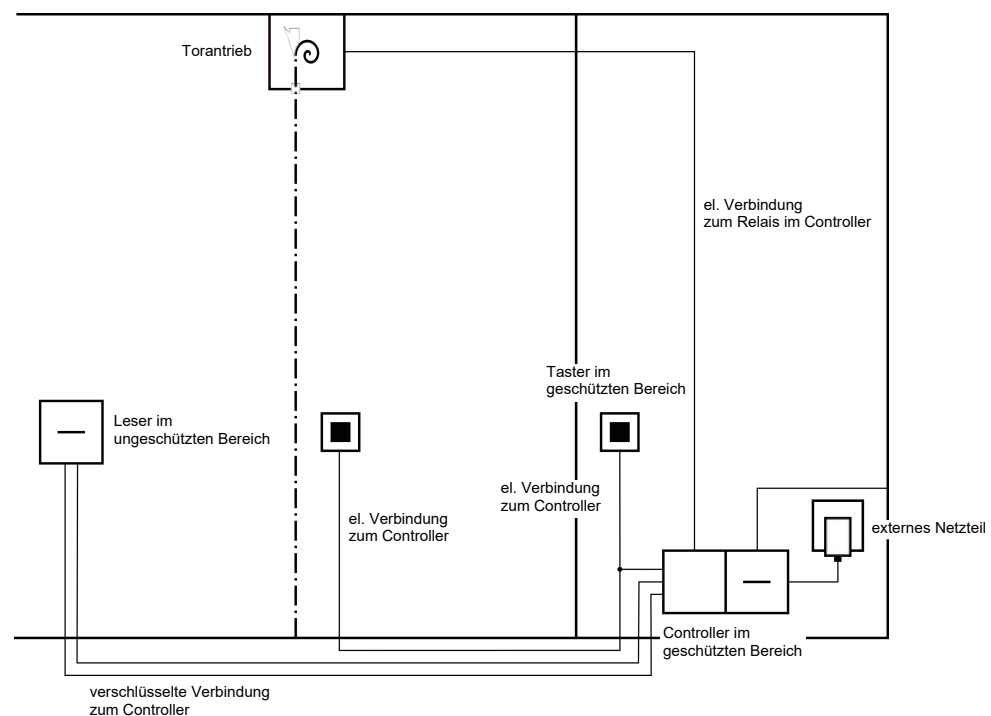 Torantrieb
el. Verbindung
zum Relais im Controller
Taster im
geschützten Bereich
Leser im
ungeschützten Bereich
el. Verbindung
zum Controller
el. Verbindung
zum Controller
externes Netzteil
Controller im
geschützten Bereich
verschlüsselte Verbindung
zum Controller